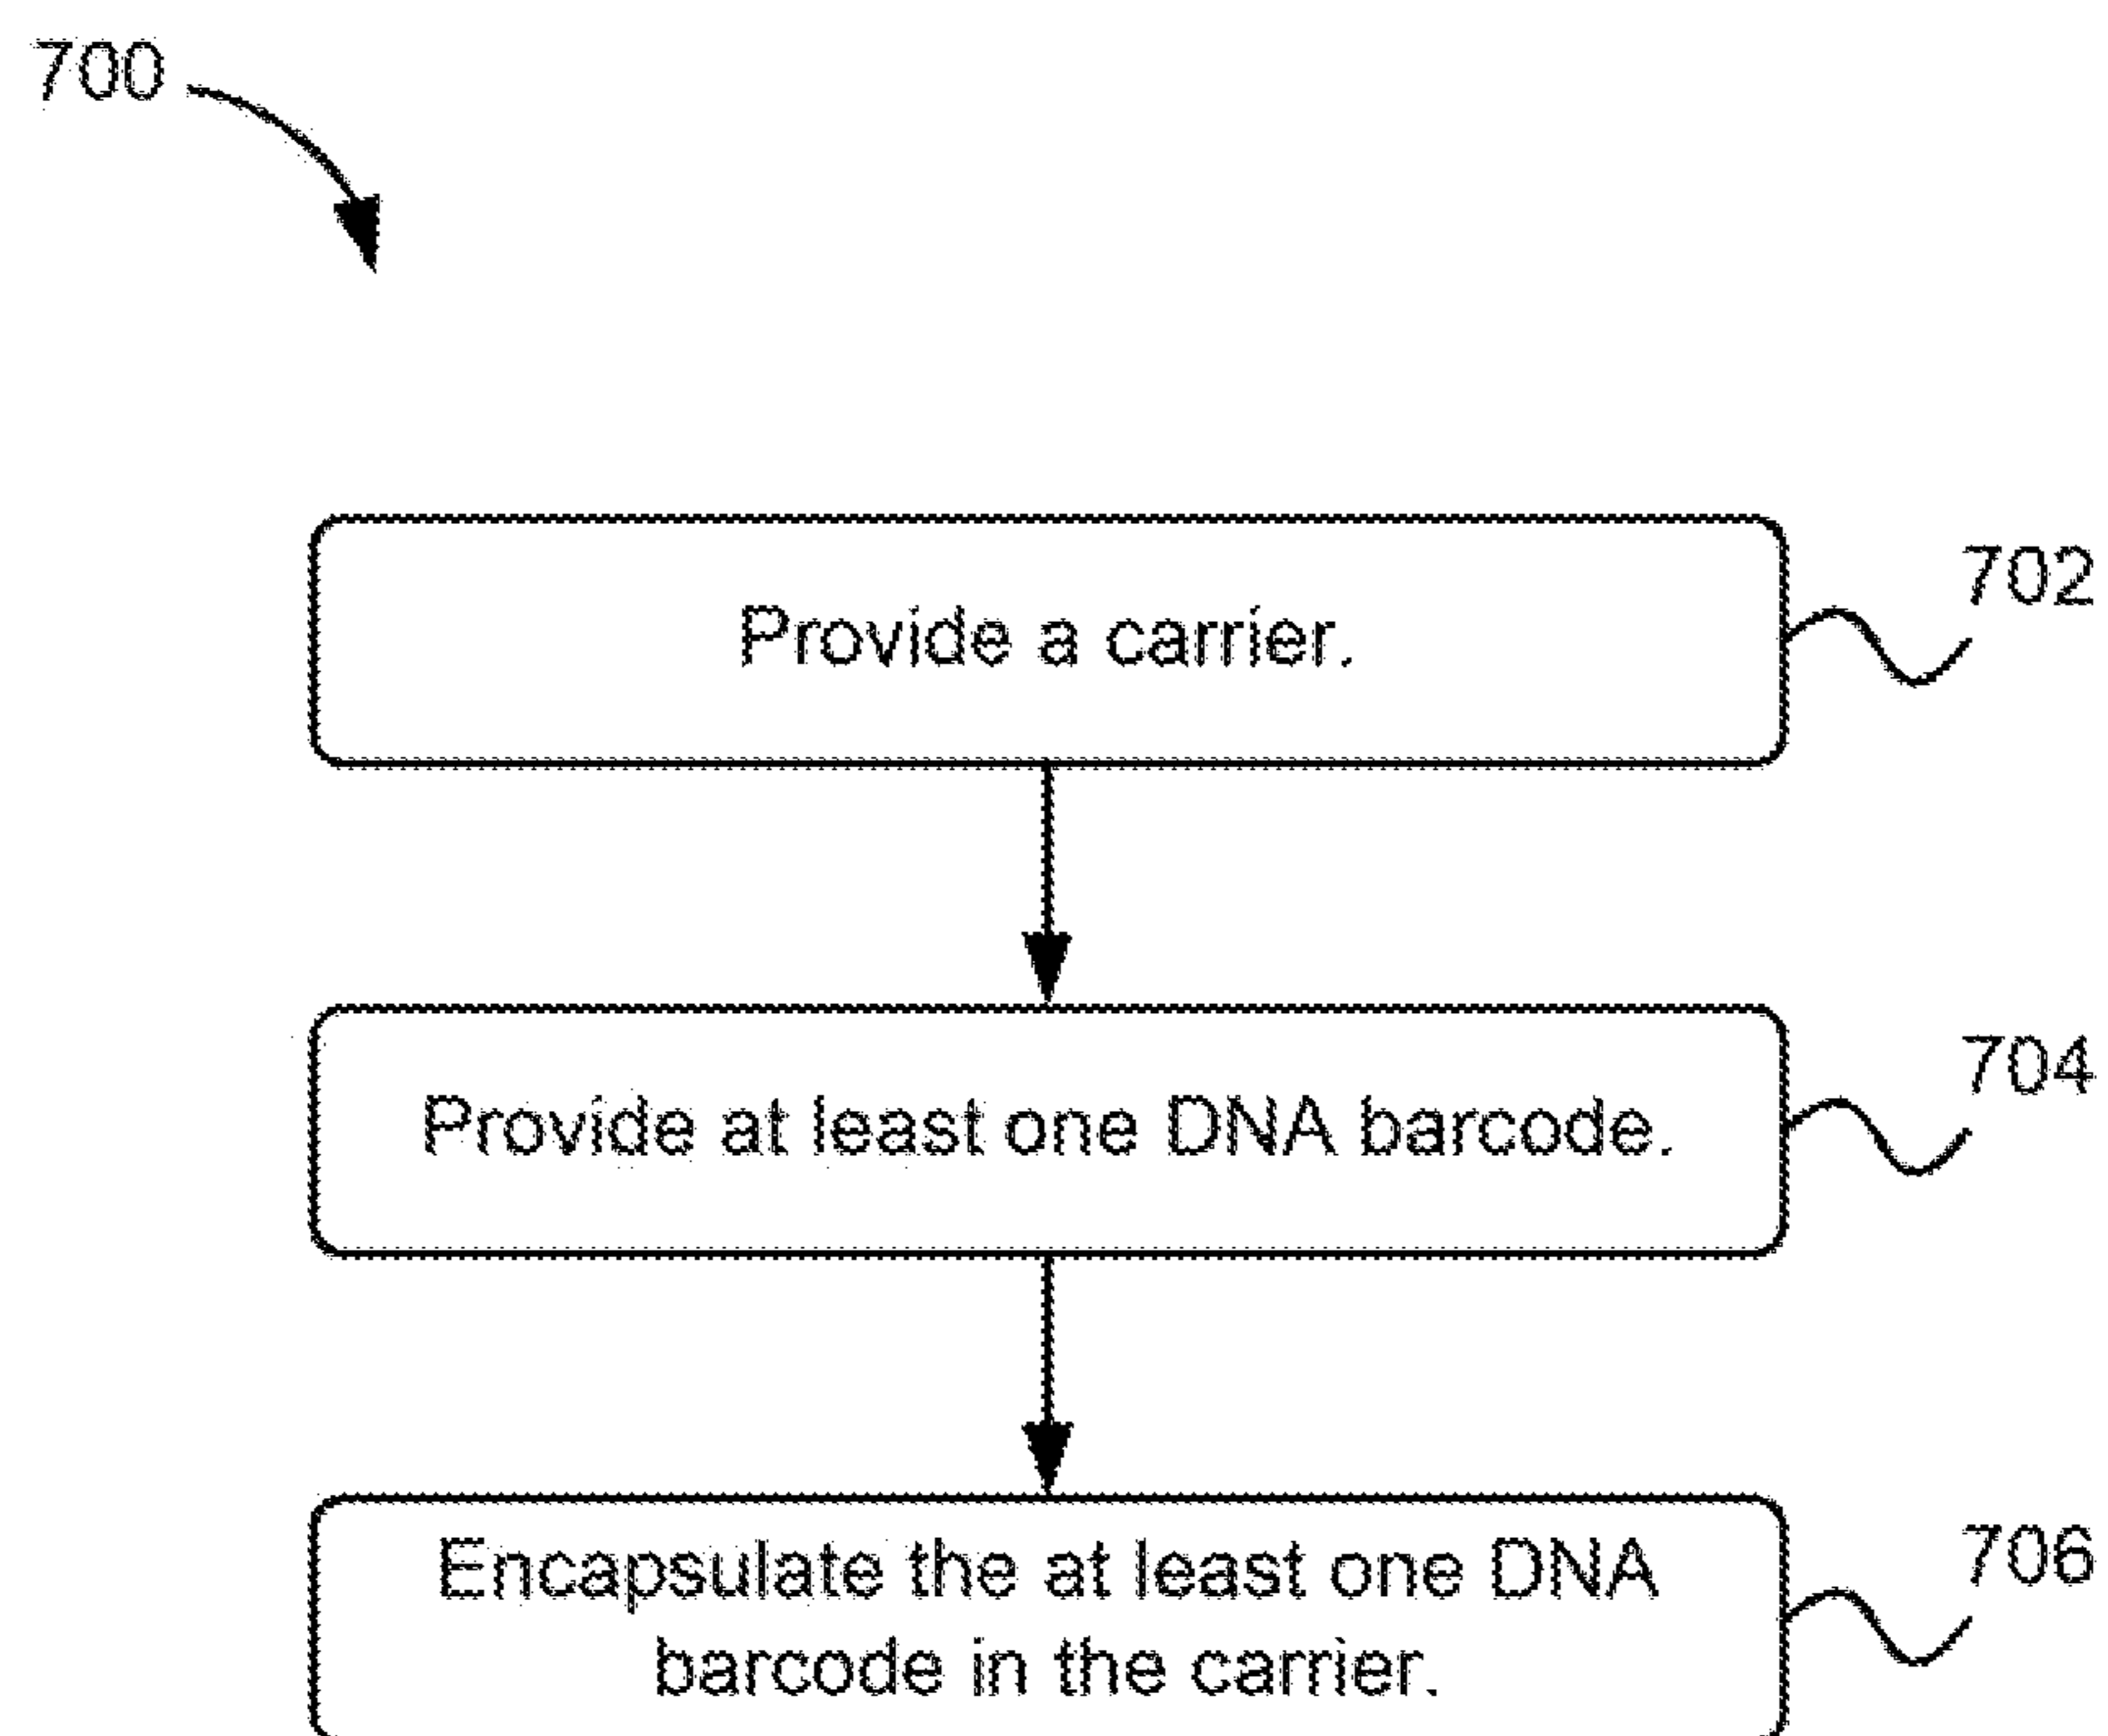 700
Provide a carrier.
702
Provide at least one DNA barcode.
704
Encapsulate the at least one DNA
barcode in the carrier.
706